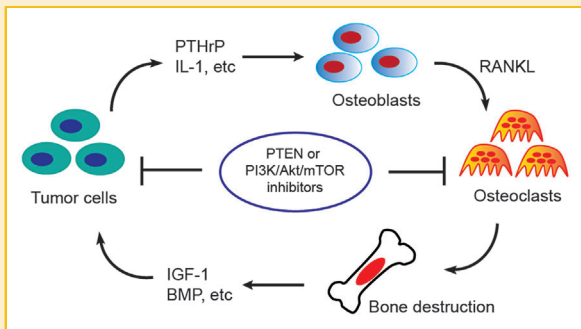 PTHrP
IL-1, etc
Osteoblasts
RANKL
Tumor cells
PTEN or
PI3K/Akt/mTOR
inhibitors
Osteoclasts
IGF-1
BMP, etc
Bone destruction